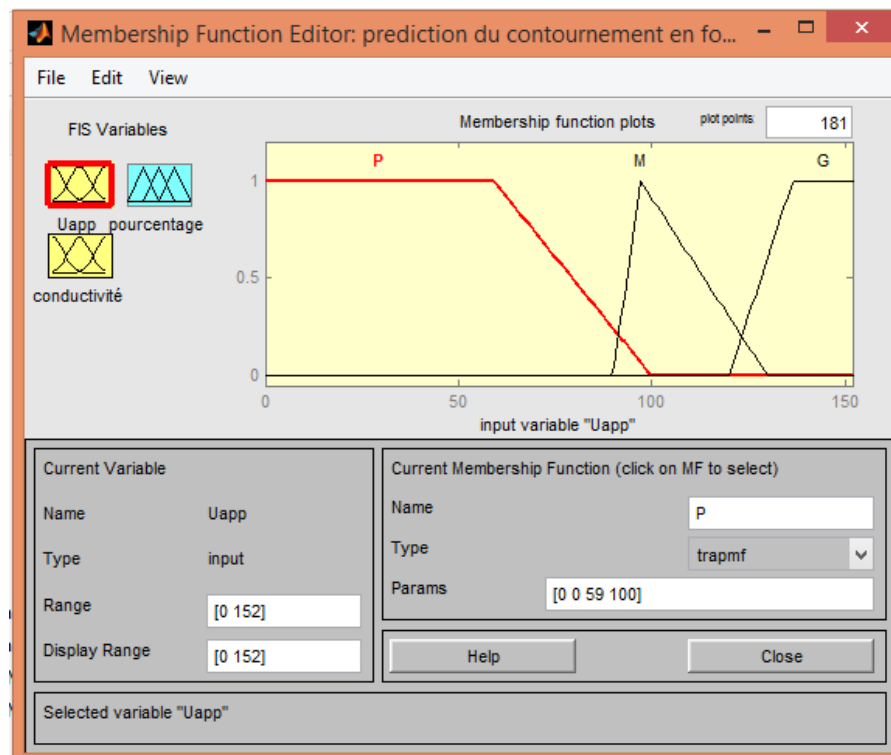 Membership Function Editor: prediction du contournement en fo...
File Edit View
FIS Variables
Membership function plots
plot points:
181
Uapp pourcentage
conductivité
P
M
G
1
0.5
0
0
50
100
150
input variable "Uapp"
Current Variable
Name Uapp
Type input
Range [0 152]
Display Range [0 152]
Current Membership Function (click on MF to select)
Name P
Type trapmf
Params [0 0 59 100]
Help Close
Selected variable "Uapp"